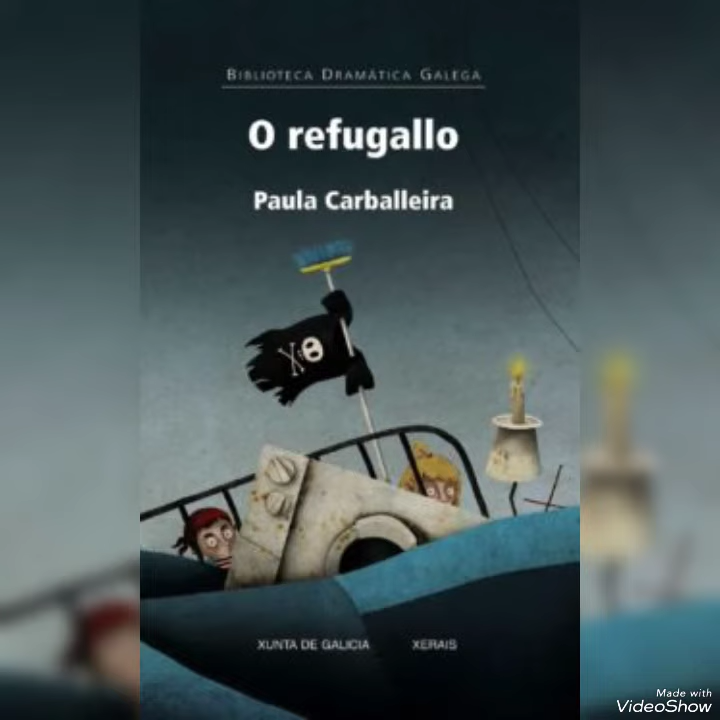 BIBLIOTECA DRAMÁTICA GALEGA
O refugallo
Paula Carballeira
XUNTA DE GALICIA XERAIS
Made with
VideoShow